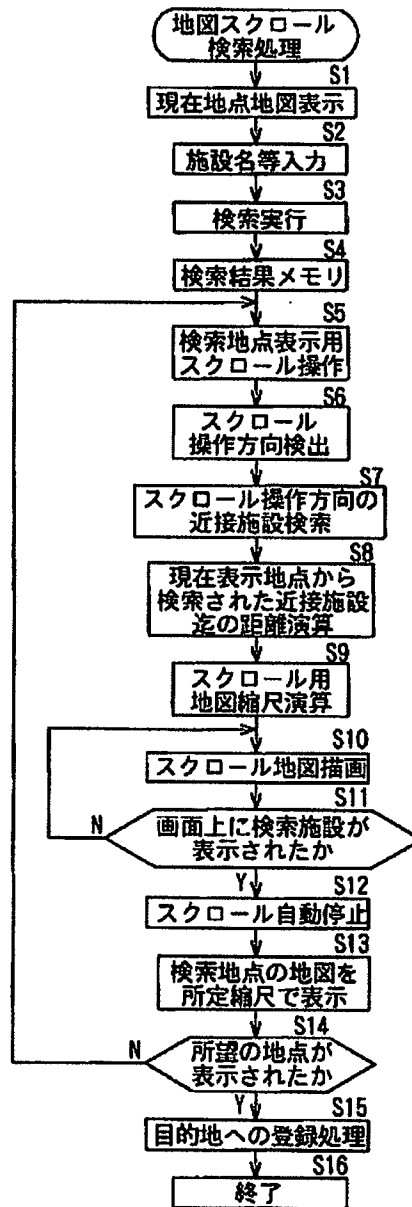 地図スクロール
検索処理
S1
現在地点地図表示
S2
施設名等入力
S3
検索実行
S4
検索結果メモリ
S5
検索地点表示用
スクロール操作
S6
スクロール
操作方向検出
S7
スクロール操作方向の
近接施設検索
S8
現在表示地点から
検索された近接施設
迄の距離演算
S9
スクロール用
地図縮尺演算
S10
スクロール地図描画
S11
N
画面上に検索施設が
表示されたか
Y
S12
スクロール自動停止
S13
検索地点の地図を
所定縮尺で表示
S14
N
所望の地点が
表示されたか
Y
S15
目的地への登録処理
S16
終了